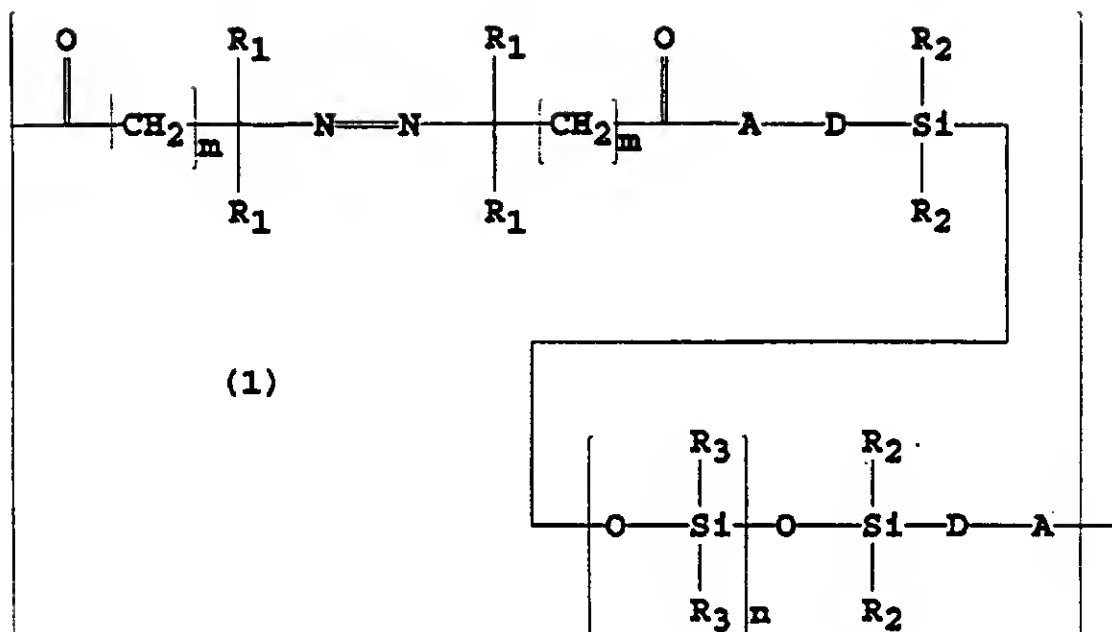 O R1 R1 O R2
CH2 m N N CH2 m A D Si
R1 R1 R2
(1)
R3 R2
O Si O Si D A
R3 n R2